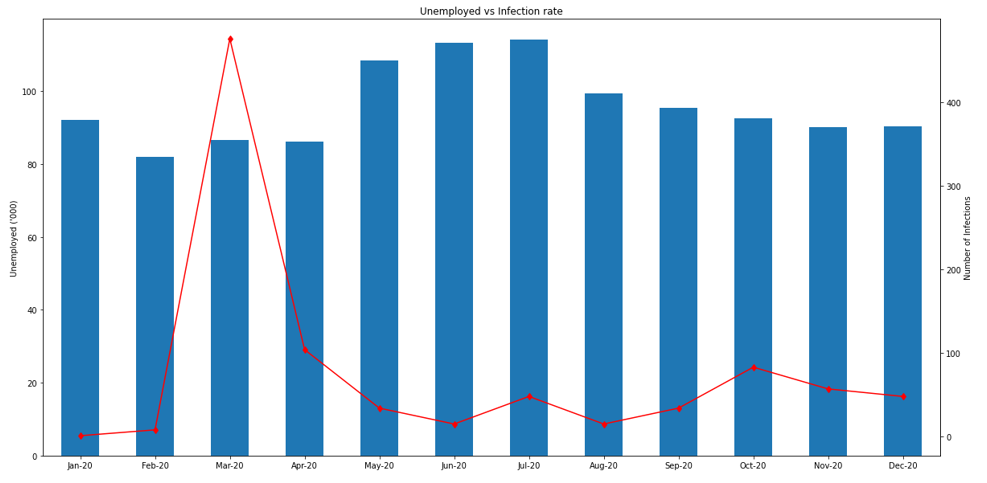 Unemployed vs Infection rate
100
80
60
40
20
0
Unemployed ('000)
400
300
200
100
0
Number of Infections
Jan-20 Feb-20 Mar-20 Apr-20 May-20 Jun-20 Jul-20 Aug-20 Sep-20 Oct-20 Nov-20 Dec-20